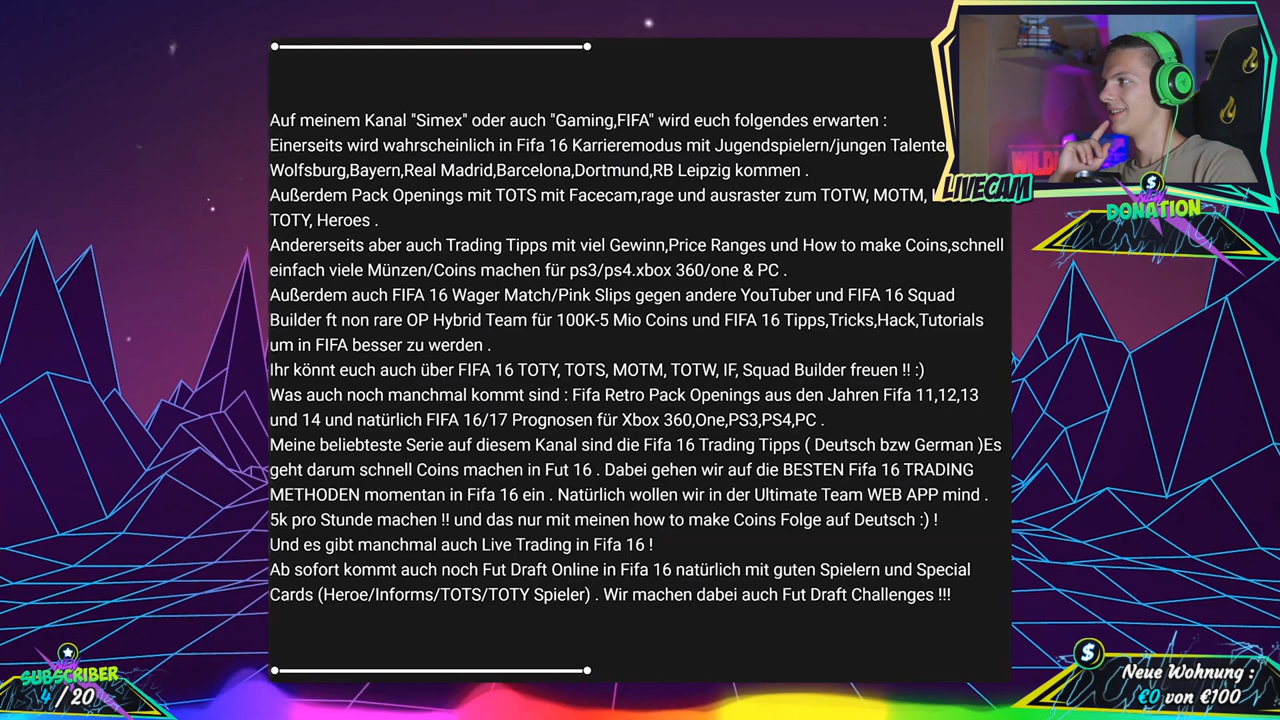 Auf meinem Kanal "Simex" oder auch "Gaming,FIFA" wird euch folgendes erwarten :
Einerseits wird wahrscheinlich in Fifa 16 Karrieremodus mit Jugendspielern/jungen
Wolfsburg,Bayern,Real Madrid,Barcelona,Dortmund,RB Leipzig kommen .
Außerdem Pack Openings mit TOTS mit Facecam,rage und ausraster zum TOTW, MOTM,
TOTY, Heroes .
Andererseits aber auch Trading Tipps mit viel Gewinn,Price Ranges und How to make Coins,schnell
einfach viele Münzen/Coins machen für ps3/ps4.xbox 360/one & PC .
Außerdem auch FIFA 16 Wager Match/Pink Slips gegen andere YouTuber und FIFA 16 Squad
Builder ft non rare OP Hybrid Team für 100K-5 Mio Coins und FIFA 16 Tipps,Tricks,Hack,Tutorials
um in FIFA besser zu werden .
Ihr könnt euch auch über FIFA 16 TOTY, TOTS, MOTM, TOTW, IF, Squad Builder freuen !! :)
Was auch noch manchmal kommt sind : Fifa Retro Pack Openings aus den Jahren Fifa 11,12,13
und 14 und natürlich FIFA 16/17 Prognosen für Xbox 360,One,PS3,PS4,PC .
Meine beliebteste Serie auf diesem Kanal sind die Fifa 16 Trading Tipps ( Deutsch bzw German )Es
geht darum schnell Coins machen in Fut 16 . Dabei gehen wir auf die BESTEN Fifa 16 TRADING
METHODEN momentan in Fifa 16 ein . Natürlich wollen wir in der Ultimate Team WEB APP mind .
5k pro Stunde machen !! und das nur mit meinen how to make Coins Folge auf Deutsch :) !
Und es gibt manchmal auch Live Trading in Fifa 16 !
Ab sofort kommt auch noch Fut Draft Online in Fifa 16 natürlich mit guten Spielern und Special
Cards (Heroe/Informs/TOTS/TOTY Spieler) . Wir machen dabei auch Fut Draft Challenges !!!
LIVECAM
$
NEW
DONATION
NEW
SUBSCRIBER
4 / 20
$
Neue Wohnung :
€0 von €100